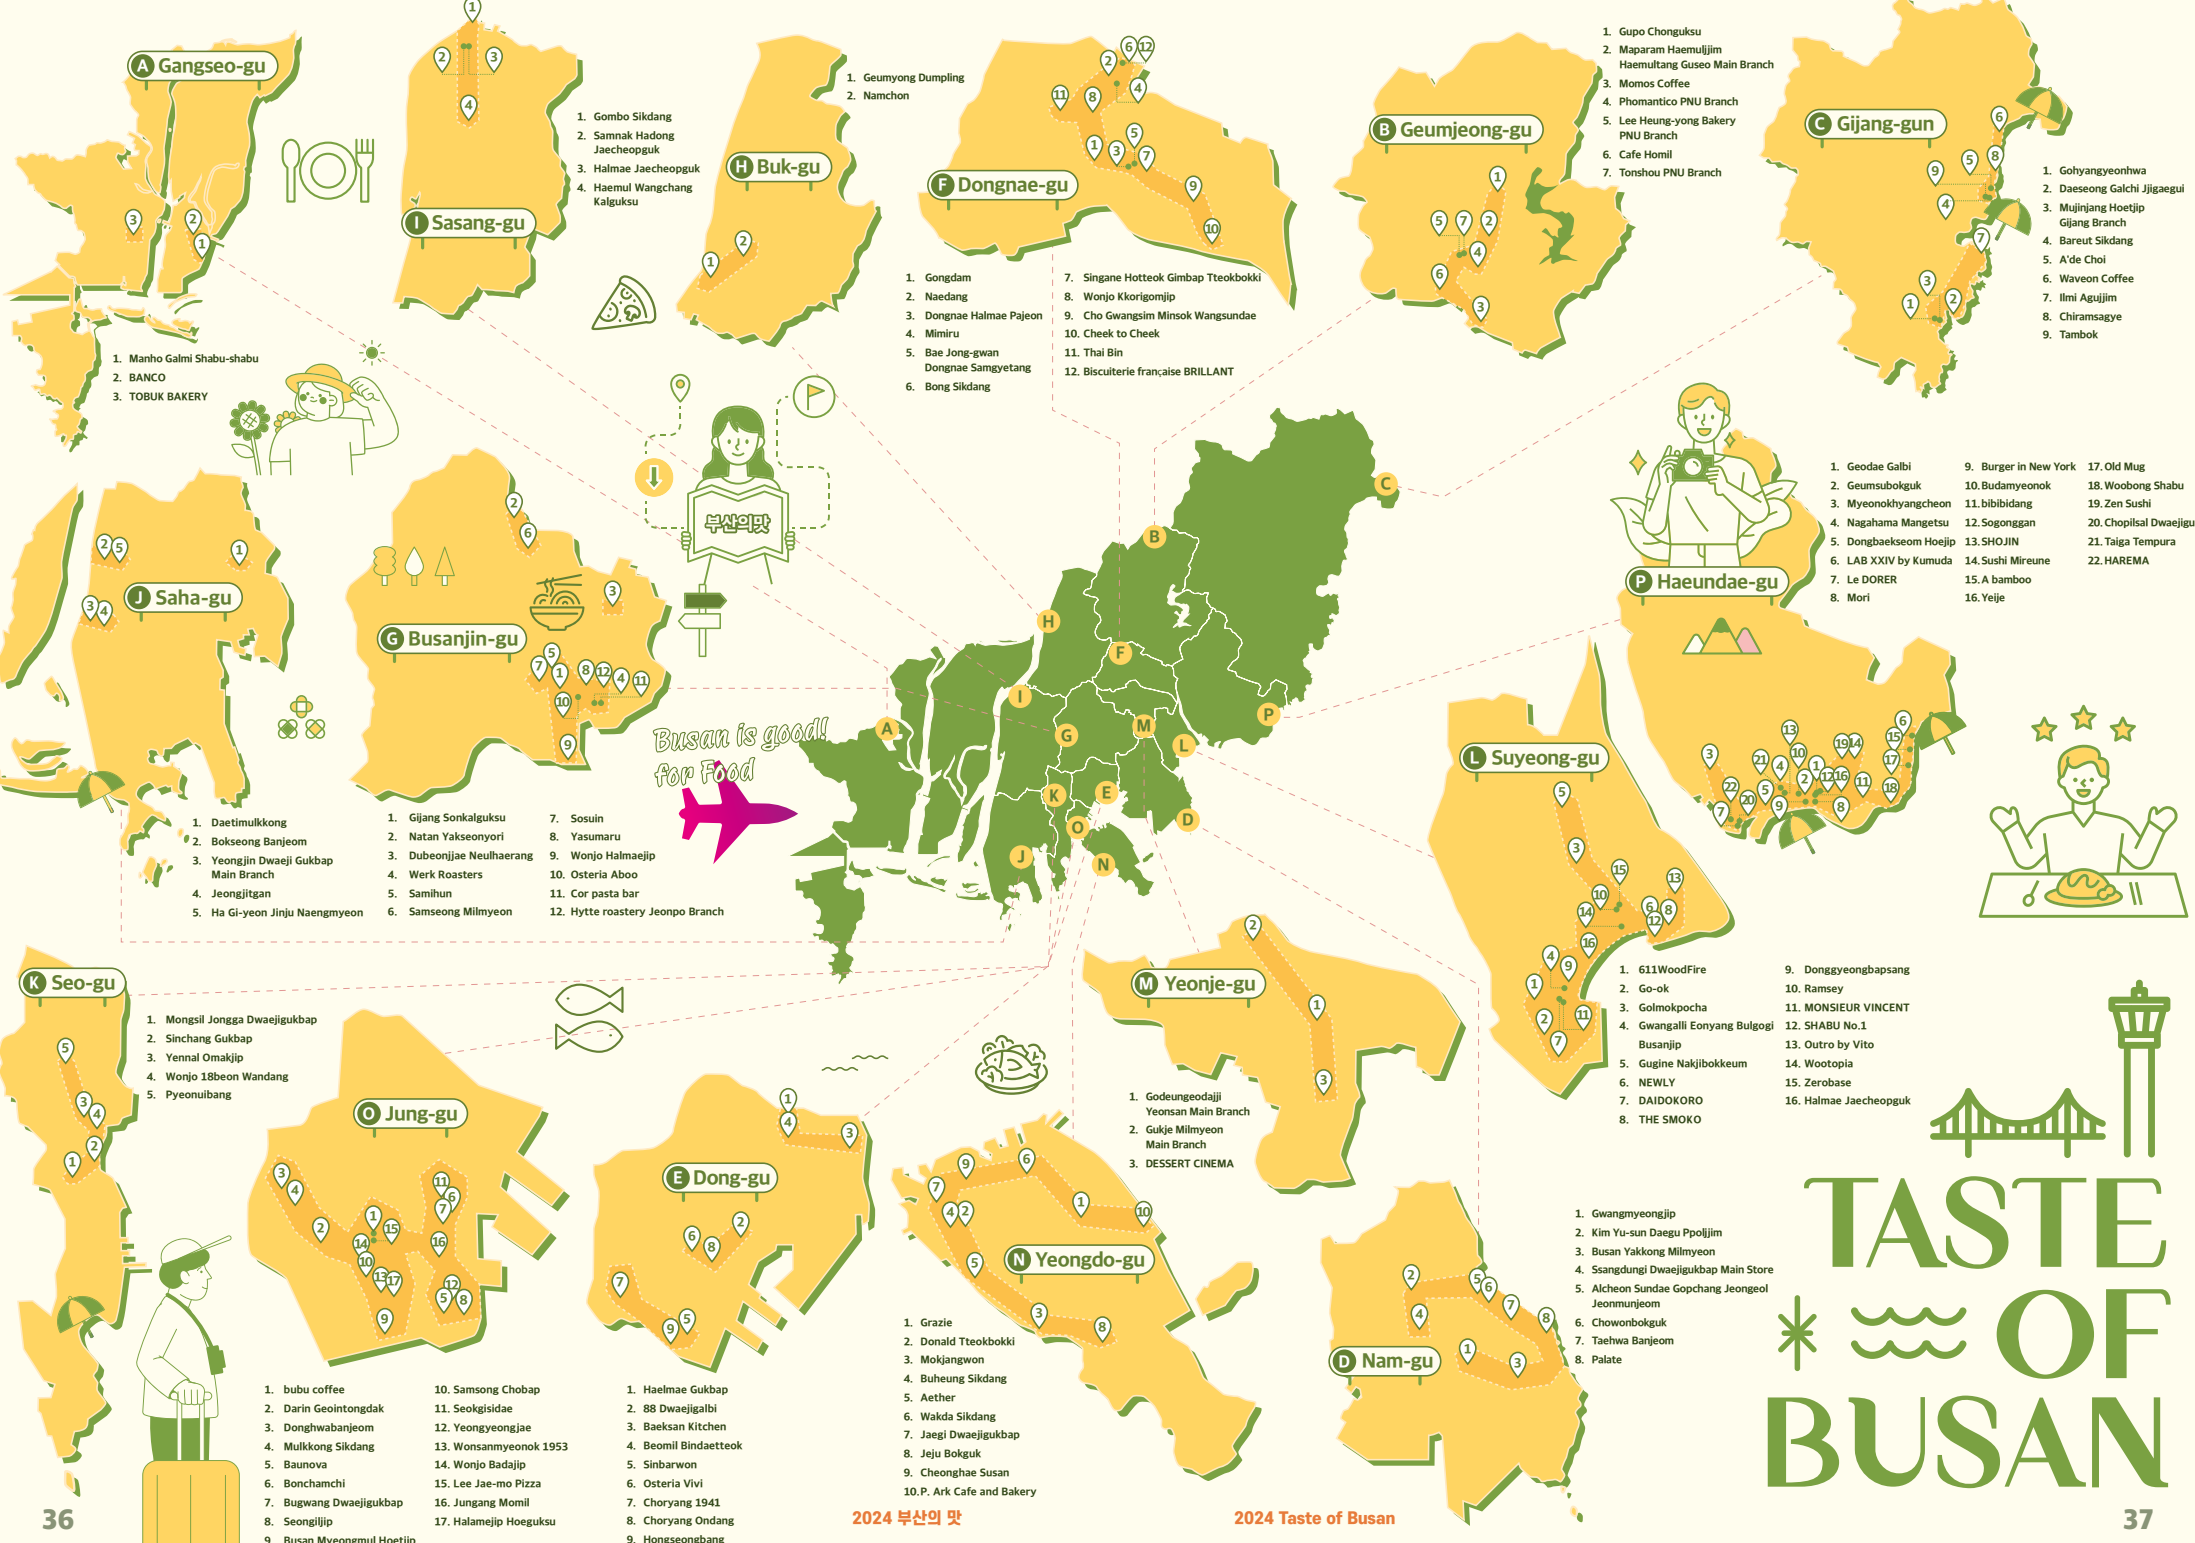 A Gangseo-gu
1. Manho Galmi Shabu-shabu
2. BANCO
3. TOBUK BAKERY
I Sasang-gu
1. Gombo Sikdang
2. Samnak Hadong
Jaecheopguk
3. Halmae Jaecheopguk
4. Haemul Wangchang
Kalguksu
H Buk-gu
1. Geumyong Dumpling
2. Namchon
F Dongnae-gu
1. Gongdam
2. Naedang
3. Dongnae Halmae Pajeon
4. Mimiru
5. Bae Jong-gwan
Dongnae Samgyetang
6. Bong Sikdang
7. Singane Hotteok Gimbap Tteokbokki
8. Wonjo Kkorigomjip
9. Cho Gwangsim Minsok Wangsundae
10. Cheek to Cheek
11. Thai Bin
12. Biscuiterie française BRILLANT
B Geumjeong-gu
1. Gupo Chonguksu
2. Maparam Haemuljjim
Haemultang Guseo Main Branch
3. Momos Coffee
4. Phomantico PNU Branch
5. Lee Heung-yong Bakery
PNU Branch
6. Cafe Homil
7. Tonshou PNU Branch
C Gijang-gun
1. Gohyangyeonhwa
2. Daeseong Galchi Jjigaegui
3. Mujinjang Hoetjip
Gijang Branch
4. Bareut Sikdang
5. A'de Choi
6. Waveon Coffee
7. Ilmi Agujjim
8. Chiramsagye
9. Tambok
부산의맛
J Saha-gu
1. Daetimulkkong
2. Bokseong Banjeom
3. Yeongjin Dwaeji Gukbap
Main Branch
4. Jeongjitgan
5. Ha Gi-yeon Jinju Naengmyeon
G Busanjin-gu
1. Gijang Sonkalguksu
2. Natan Yakseonyori
3. Dubeonjjae Neulhaerang
4. Werk Roasters
5. Samihun
6. Samseong Milmyeon
7. Sosuin
8. Yasumaru
9. Wonjo Halmaejip
10. Osteria Aboo
11. Cor pasta bar
12. Hytte roastery Jeonpo Branch
Busan is good!
for Food
A
B
C
D
E
F
G
H
I
J
K
L
M
N
O
P
P Haeundae-gu
1. Geodae Galbi
2. Geumsubokguk
3. Myeonokhyangcheon
4. Nagahama Mangetsu
5. Dongbaekseom Hoejip
6. LAB XXIV by Kumuda
7. Le DORER
8. Mori
9. Burger in New York
10. Budamyeonok
11. bibibidang
12. Sogonggan
13. SHOJIN
14. Sushi Mireune
15. A bamboo
16. Yeije
17. Old Mug
18. Woobong Shabu
19. Zen Sushi
20. Chopilsal Dwaejigu
21. Taiga Tempura
22. HAREMA
L Suyeong-gu
1. 611WoodFire
2. Go-ok
3. Golmokpocha
4. Gwangalli Eonyang Bulgogi
Busanjip
5. Gugine Nakjibokkeum
6. NEWLY
7. DAIDOKORO
8. THE SMOKO
9. Donggyeongbapsang
10. Ramsey
11. MONSIEUR VINCENT
12. SHABU No.1
13. Outro by Vito
14. Wootopia
15. Zerobase
16. Halmae Jaecheopguk
K Seo-gu
1. Mongsil Jongga Dwaejigukbap
2. Sinchang Gukbap
3. Yennal Omakjip
4. Wonjo 18beon Wandang
5. Pyeonuibang
O Jung-gu
1. bubu coffee
2. Darin Geointongdak
3. Donghwabanjeom
4. Mulkkong Sikdang
5. Baunova
6. Bonchamchi
7. Bugwang Dwaejigukbap
8. Seongiljip
9. Busan Myeongmul Hoetjip
10. Samsong Chobap
11. Seokgisidae
12. Yeongyeongjae
13. Wonsanmyeonok 1953
14. Wonjo Badajip
15. Lee Jae-mo Pizza
16. Jungang Momil
17. Halamejip Hoeguksu
E Dong-gu
1. Haelmae Gukbap
2. 88 Dwaejigalbi
3. Baeksan Kitchen
4. Beomil Bindaetteok
5. Sinbarwon
6. Osteria Vivi
7. Choryang 1941
8. Choryang Ondang
9. Hongseongbang
M Yeonje-gu
1. Godeungeodajji
Yeonsan Main Branch
2. Gukje Milmyeon
Main Branch
3. DESSERT CINEMA
N Yeongdo-gu
1. Grazie
2. Donald Tteokbokki
3. Mokjangwon
4. Buheung Sikdang
5. Aether
6. Wakda Sikdang
7. Jaegi Dwaejigukbap
8. Jeju Bokguk
9. Cheonghae Susan
10. P. Ark Cafe and Bakery
D Nam-gu
1. Gwangmyeongjip
2. Kim Yu-sun Daegu Ppoljjim
3. Busan Yakkong Milmyeon
4. Ssangdungi Dwaejigukbap Main Store
5. Alcheon Sundae Gopchang Jeongeol
Jeonmunjeom
6. Chowonbokguk
7. Taehwa Banjeom
8. Palate
TASTE
OF
BUSAN
36
2024 부산의 맛
2024 Taste of Busan
37